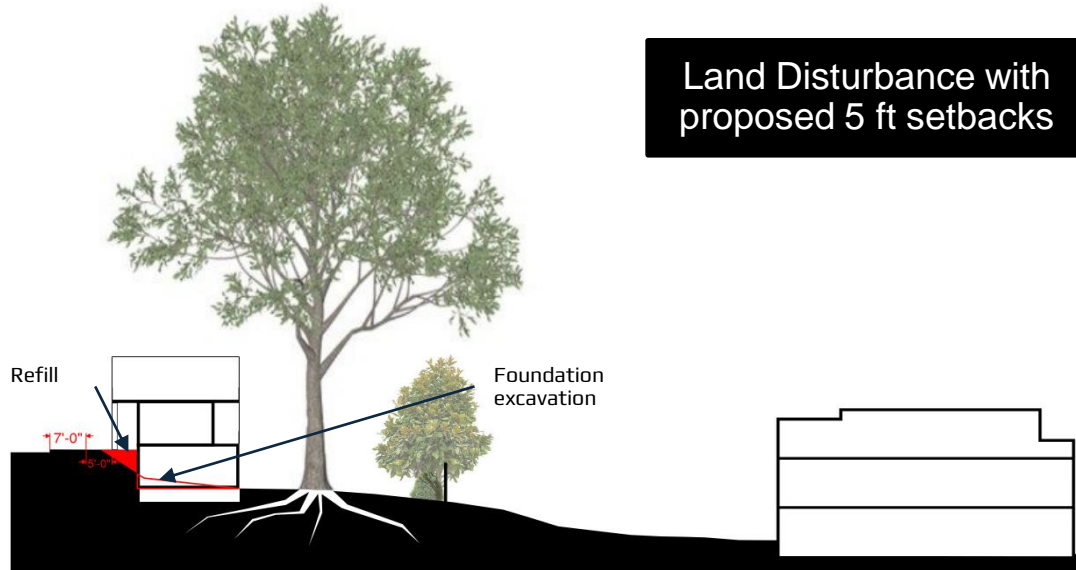 Land Disturbance with
proposed 5 ft setbacks
Refill
Foundation
excavation
7'-0"
5'-0"